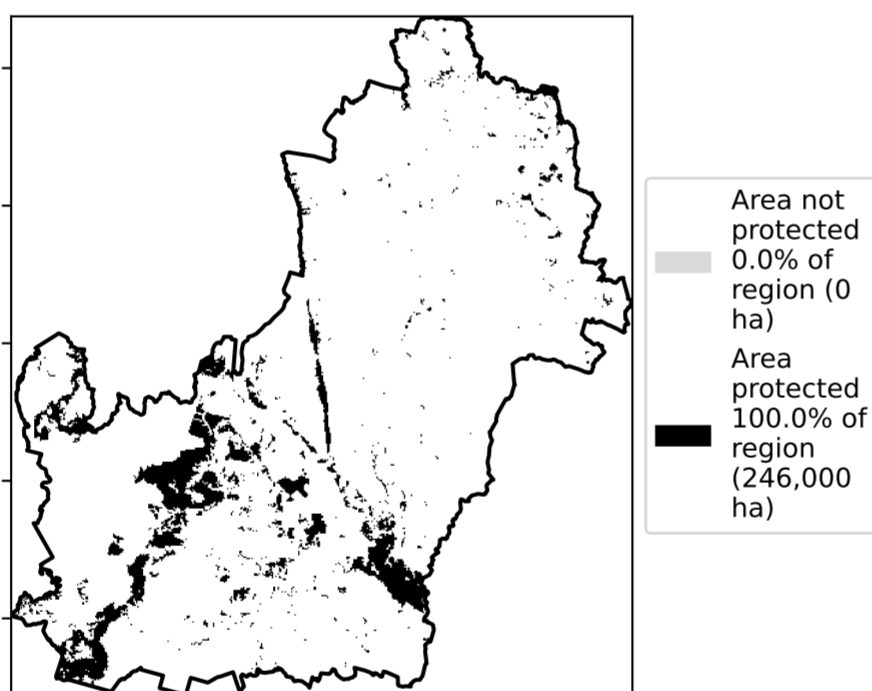 Area not
protected
0.0% of
region (0
ha)
Area
protected
100.0% of
region
(246,000
ha)